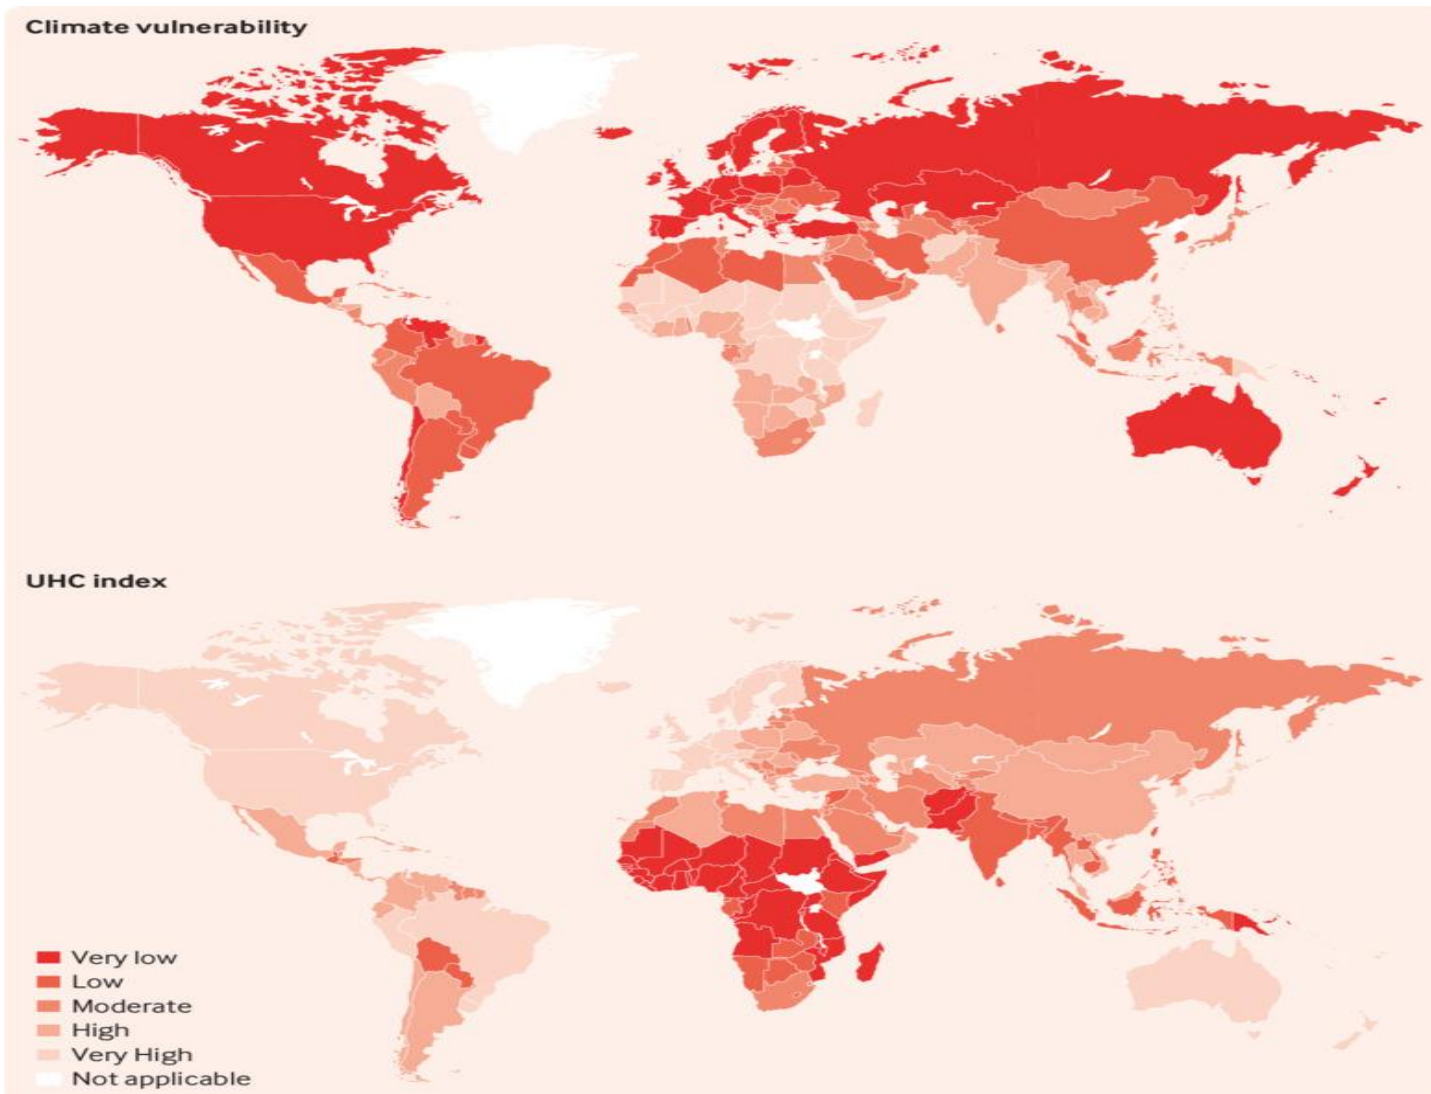 Climate vulnerability
UHC index
Very low
Low
Moderate
High
Very High
Not applicable